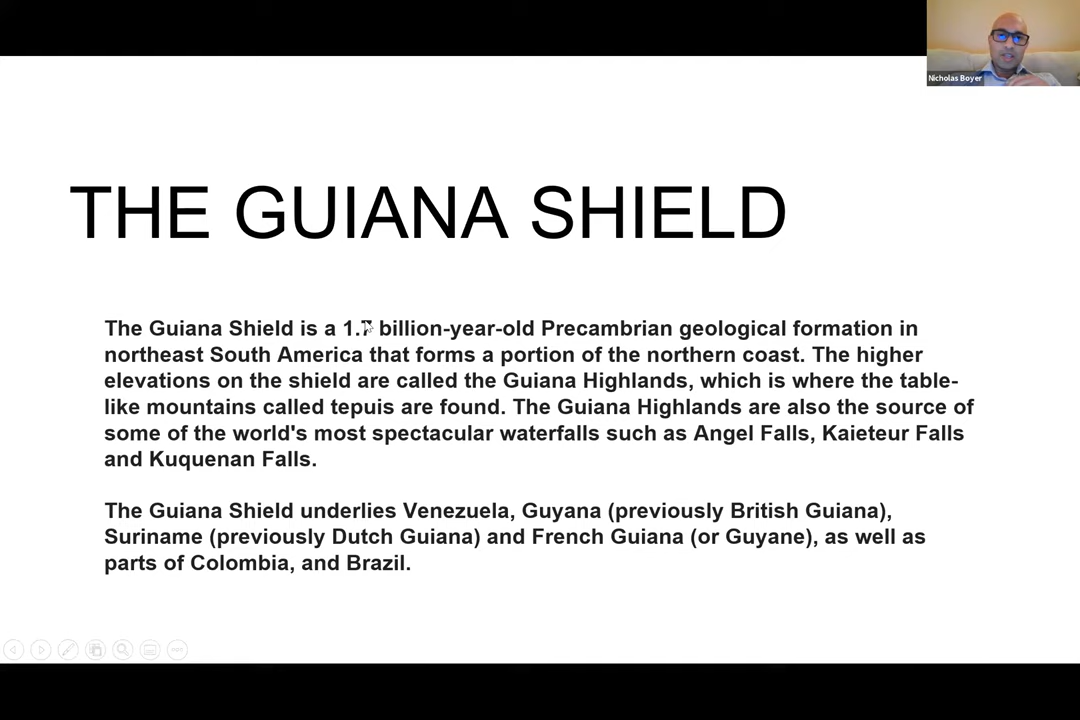 Nicholas Boyer
THE GUIANA SHIELD
The Guiana Shield is a 1.7 billion-year-old Precambrian geological formation in
northeast South America that forms a portion of the northern coast. The higher
elevations on the shield are called the Guiana Highlands, which is where the table-
like mountains called tepuis are found. The Guiana Highlands are also the source of
some of the world's most spectacular waterfalls such as Angel Falls, Kaieteur Falls
and Kuquenan Falls.
The Guiana Shield underlies Venezuela, Guyana (previously British Guiana),
Suriname (previously Dutch Guiana) and French Guiana (or Guyane), as well as
parts of Colombia, and Brazil.